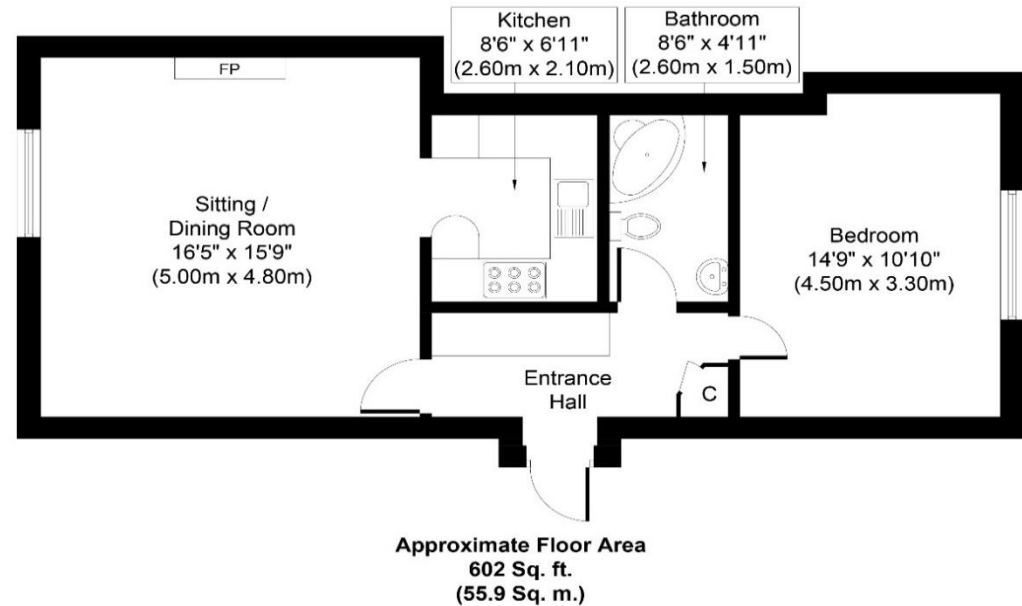 Kitchen
8'6" x 6'11"
(2.60m x 2.10m)
Bathroom
8'6" x 4'11"
(2.60m x 1.50m)
FP
Sitting /
Dining Room
16'5" x 15'9"
(5.00m x 4.80m)
Bedroom
14'9" x 10'10"
(4.50m x 3.30m)
Entrance
Hall
C
Approximate Floor Area
602 Sq. ft.
(55.9 Sq. m.)